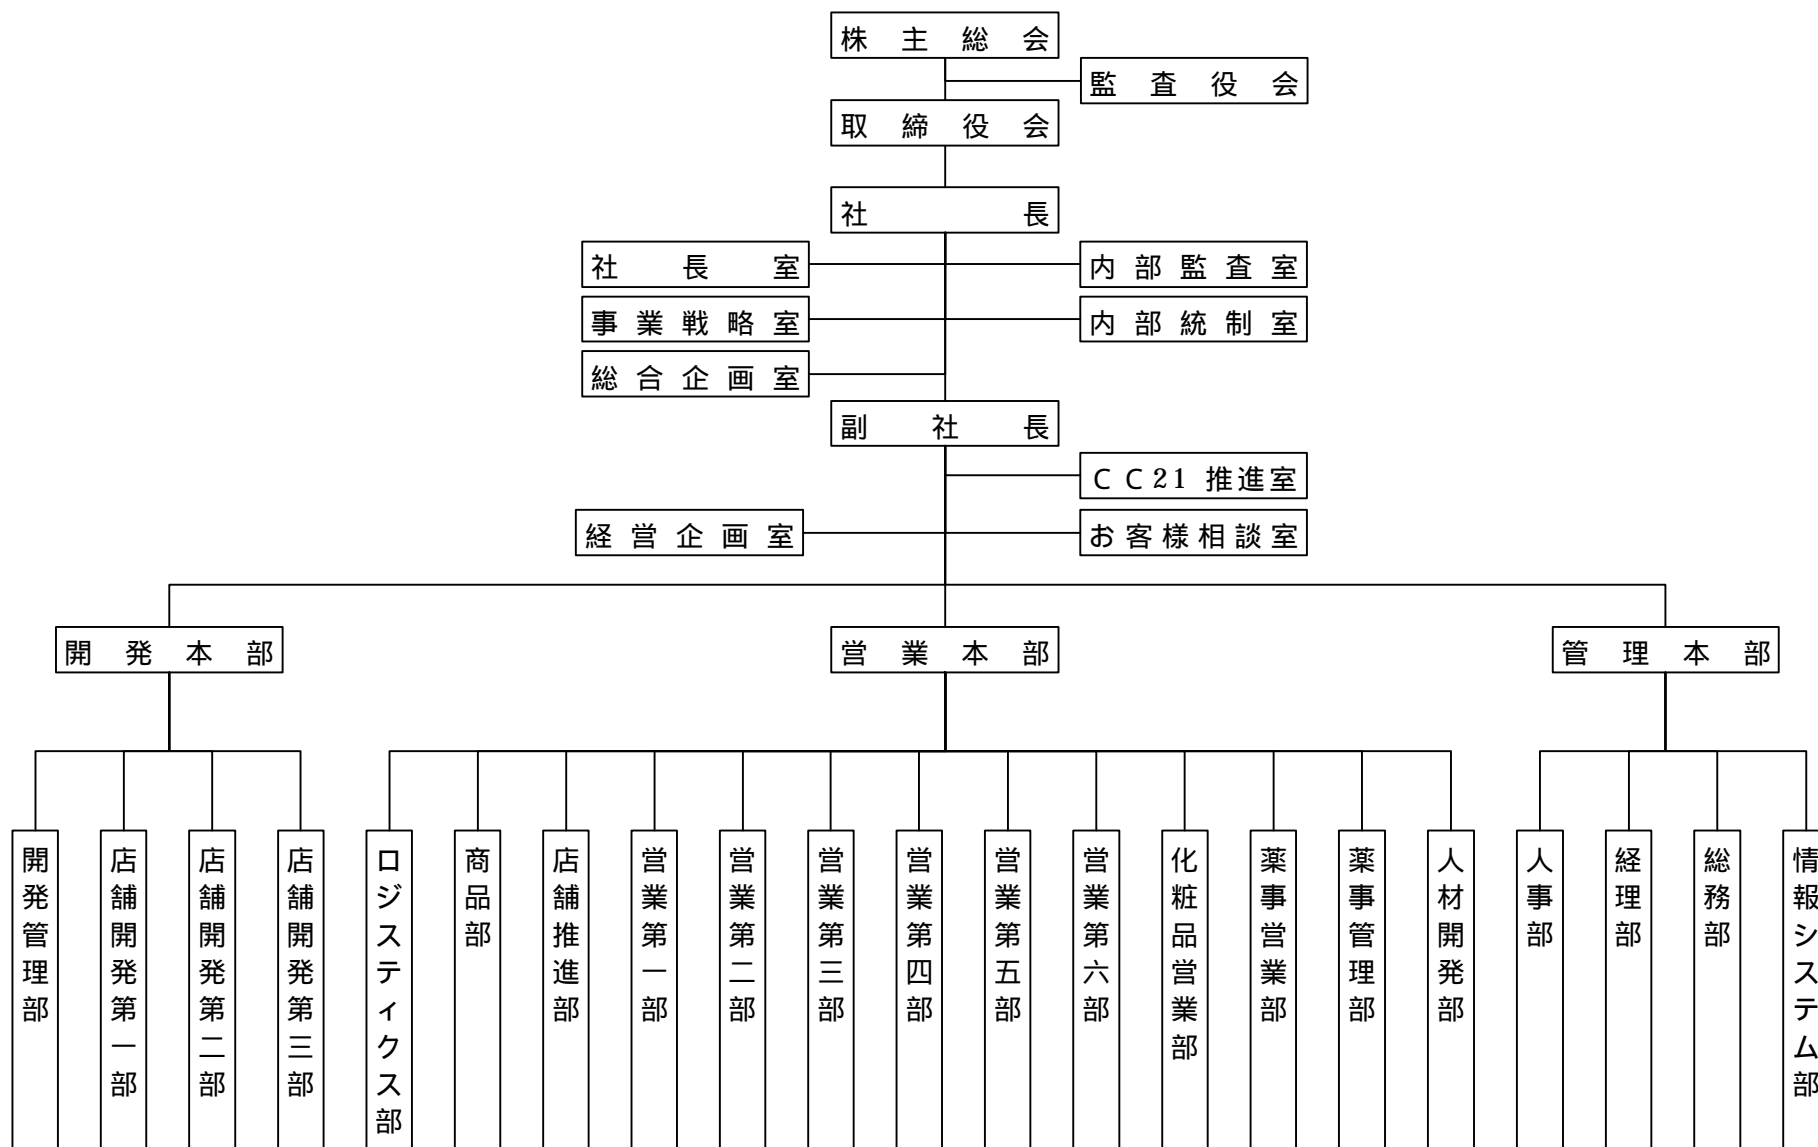 株主総会
監査役会
取締役会
社長
社長室
内部監査室
事業戦略室
内部統制室
総合企画室
副社長
ＣＣ21 推進室
経営企画室
お客様相談室
開発本部
営業本部
管理本部
開発管理部
店舗開発第一部
店舗開発第二部
店舗開発第三部
ロジスティクス部
商品部
店舗推進部
営業第一部
営業第二部
営業第三部
営業第四部
営業第五部
営業第六部
化粧品営業部
薬事営業部
薬事管理部
人材開発部
人事部
経理部
総務部
情報システム部